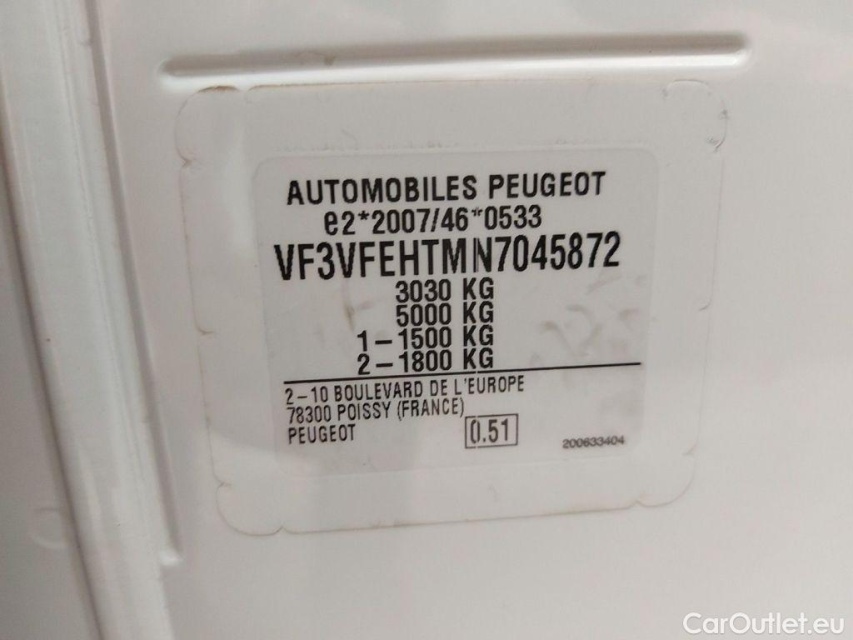 AUTOMOBILES PEUGEOT
e2*2007/46*0533
VF3VFEHTMN7045872
3030 KG
5000 KG
1-1500 KG
2-1800 KG
2-10 BOULEVARD DE L'EUROPE
78300 POISSY (FRANCE)
PEUGEOT
0.51
200633404
CarOutlet.eu